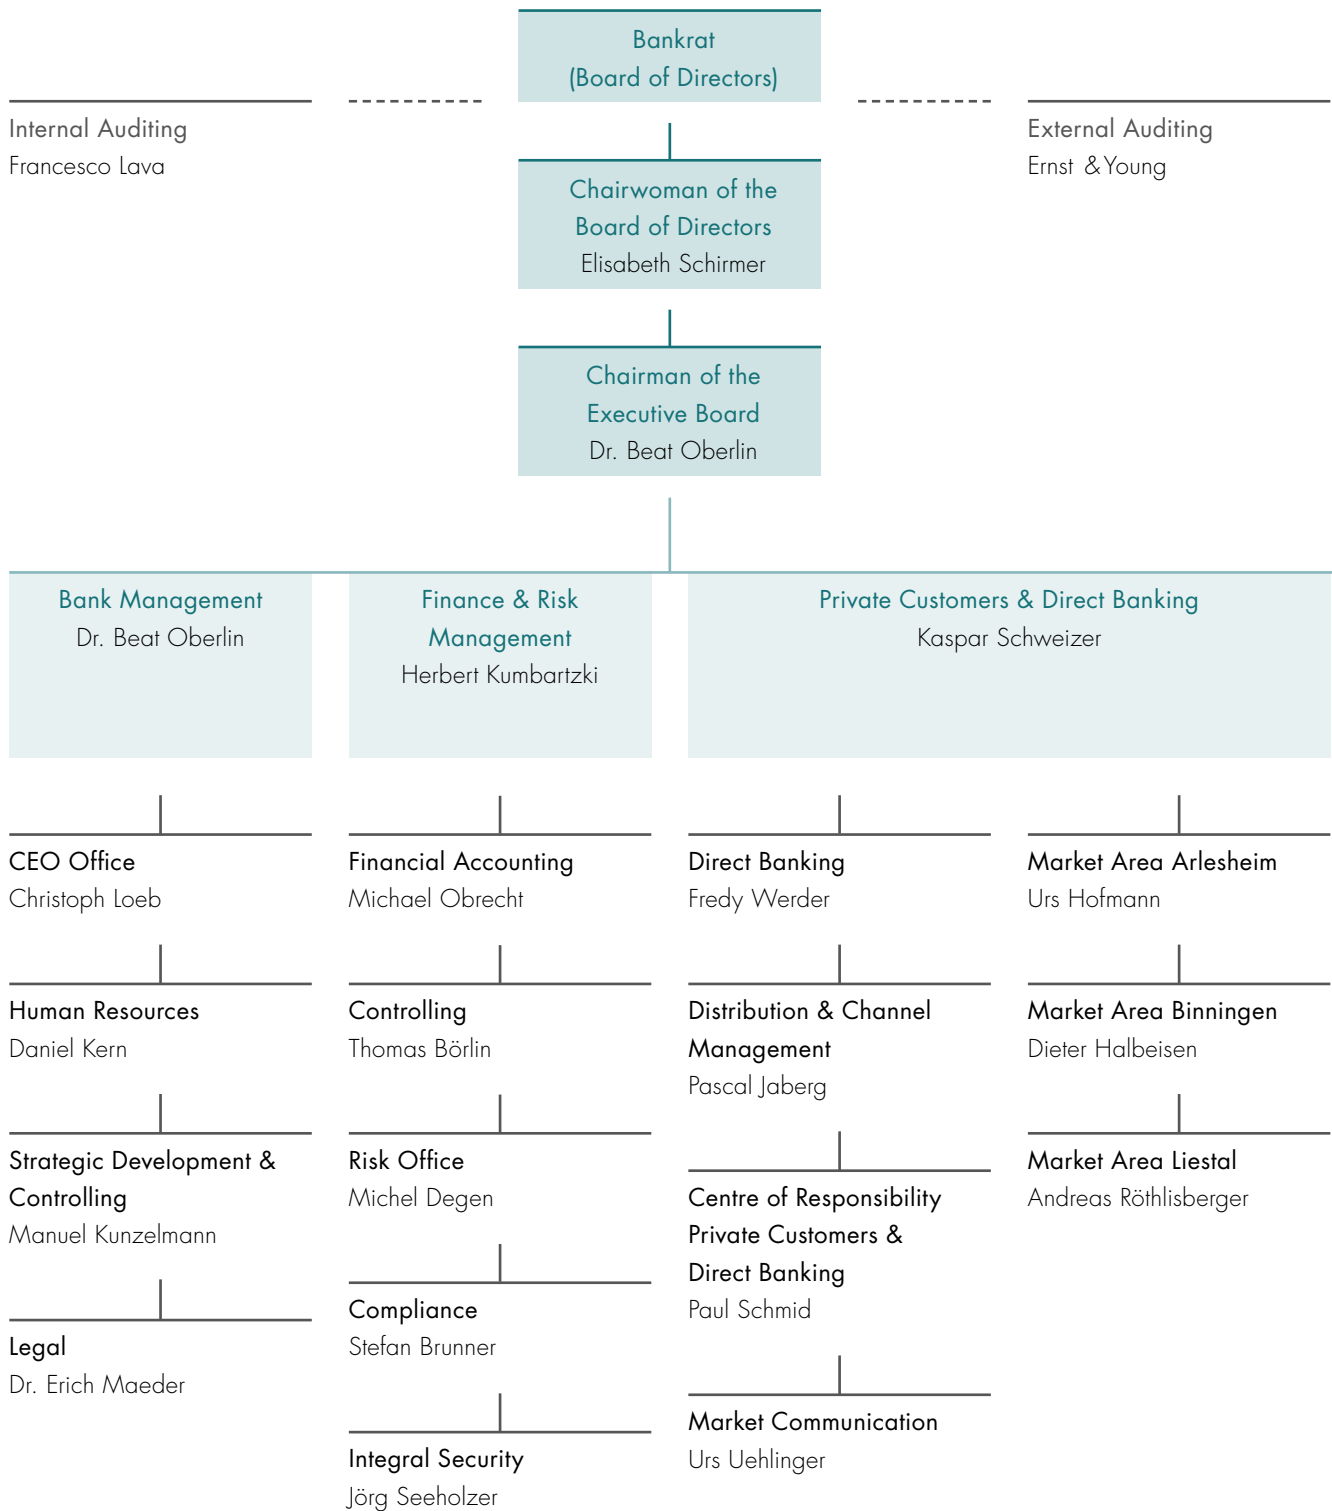 Bankrat
(Board of Directors)
Internal Auditing
Francesco Lava
External Auditing
Ernst & Young
Chairwoman of the
Board of Directors
Elisabeth Schirmer
Chairman of the
Executive Board
Dr. Beat Oberlin
Bank Management
Dr. Beat Oberlin
Finance & Risk
Management
Herbert Kumbartzki
Private Customers & Direct Banking
Kaspar Schweizer
CEO Office
Christoph Loeb
Human Resources
Daniel Kern
Strategic Development &
Controlling
Manuel Kunzelmann
Legal
Dr. Erich Maeder
Financial Accounting
Michael Obrecht
Controlling
Thomas Börlin
Risk Office
Michel Degen
Compliance
Stefan Brunner
Integral Security
Jörg Seeholzer
Direct Banking
Fredy Werder
Distribution & Channel
Management
Pascal Jaberg
Centre of Responsibility
Private Customers &
Direct Banking
Paul Schmid
Market Communication
Urs Uehlinger
Market Area Arlesheim
Urs Hofmann
Market Area Binningen
Dieter Halbeisen
Market Area Liestal
Andreas Röthlisberger